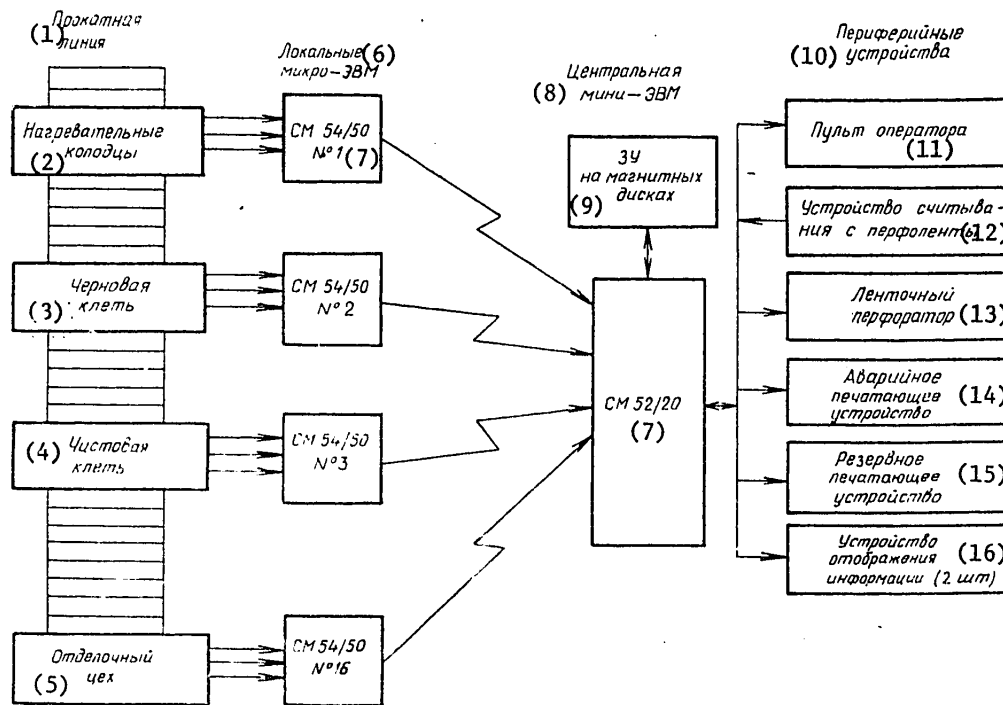 Прокатная
(1) линия
Нагревательные
(2) колодцы
Черновая
(3) клеть
(4) Чистовая
клеть
Отделочный
(5) цех
Локальные (6)
микро-ЭВМ
СМ 54/50
№1 (7)
СМ 54/50
№2
СМ 54/50
№3
СМ 54/50
№16
Центральная
(8) мини-ЭВМ
ЗУ
на магнитных
(9) дисках
СМ 52/20
(7)
Периферийные
(10) устройства
Пульт оператора
(11)
Устройство считыва-
ния с перфоленты (12)
Ленточный
перфоратор (13)
Аварийное
печатающее (14)
устройство
Резервное
печатающее (15)
устройство
Устройство
отображения (16)
информации (2 шт)